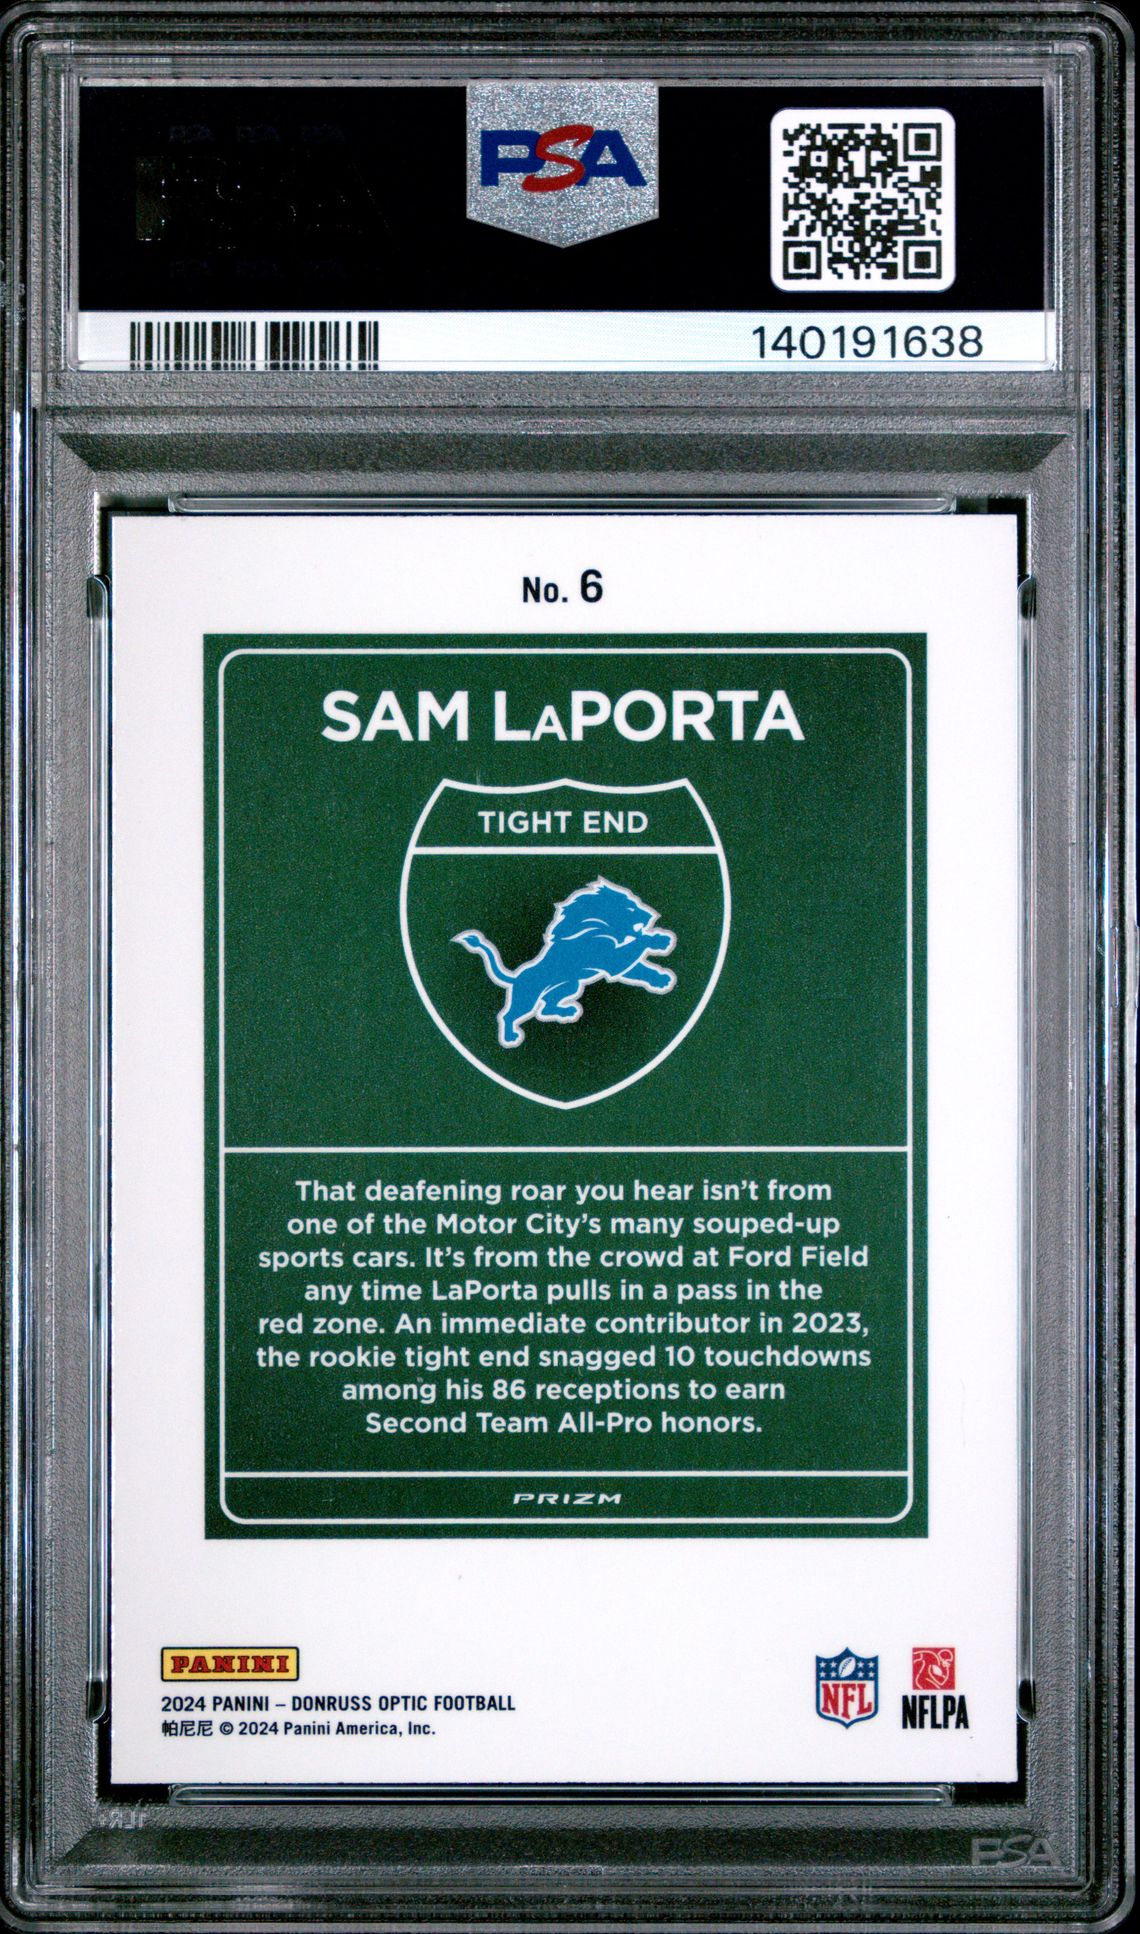 PSA
140191638
No. 6
SAM LaPORTA
TIGHT END
That deafening roar you hear isn't from
one of the Motor City's many souped-up
sports cars. It's from the crowd at Ford Field
any time LaPorta pulls in a pass in the
red zone. An immediate contributor in 2023,
the rookie tight end snagged 10 touchdowns
among his 86 receptions to earn
Second Team All-Pro honors.
PRIZM
PANINI
2024 PANINI – DONRUSS OPTIC FOOTBALL
帕尼尼 © 2024 Panini America, Inc.
NFL
NFLPA
PSA